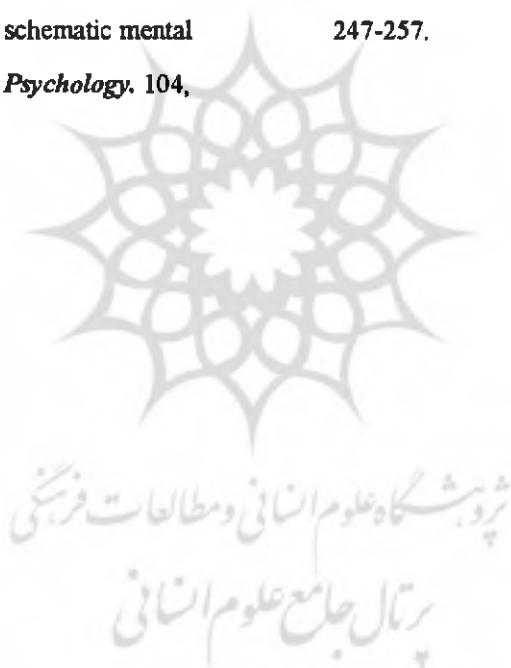 schematic mental 247-257.
Psychology. 104,
پژوهشگاه علوم انسانی و مطالعات فرهنگی
پرتال جامع علوم انسانی